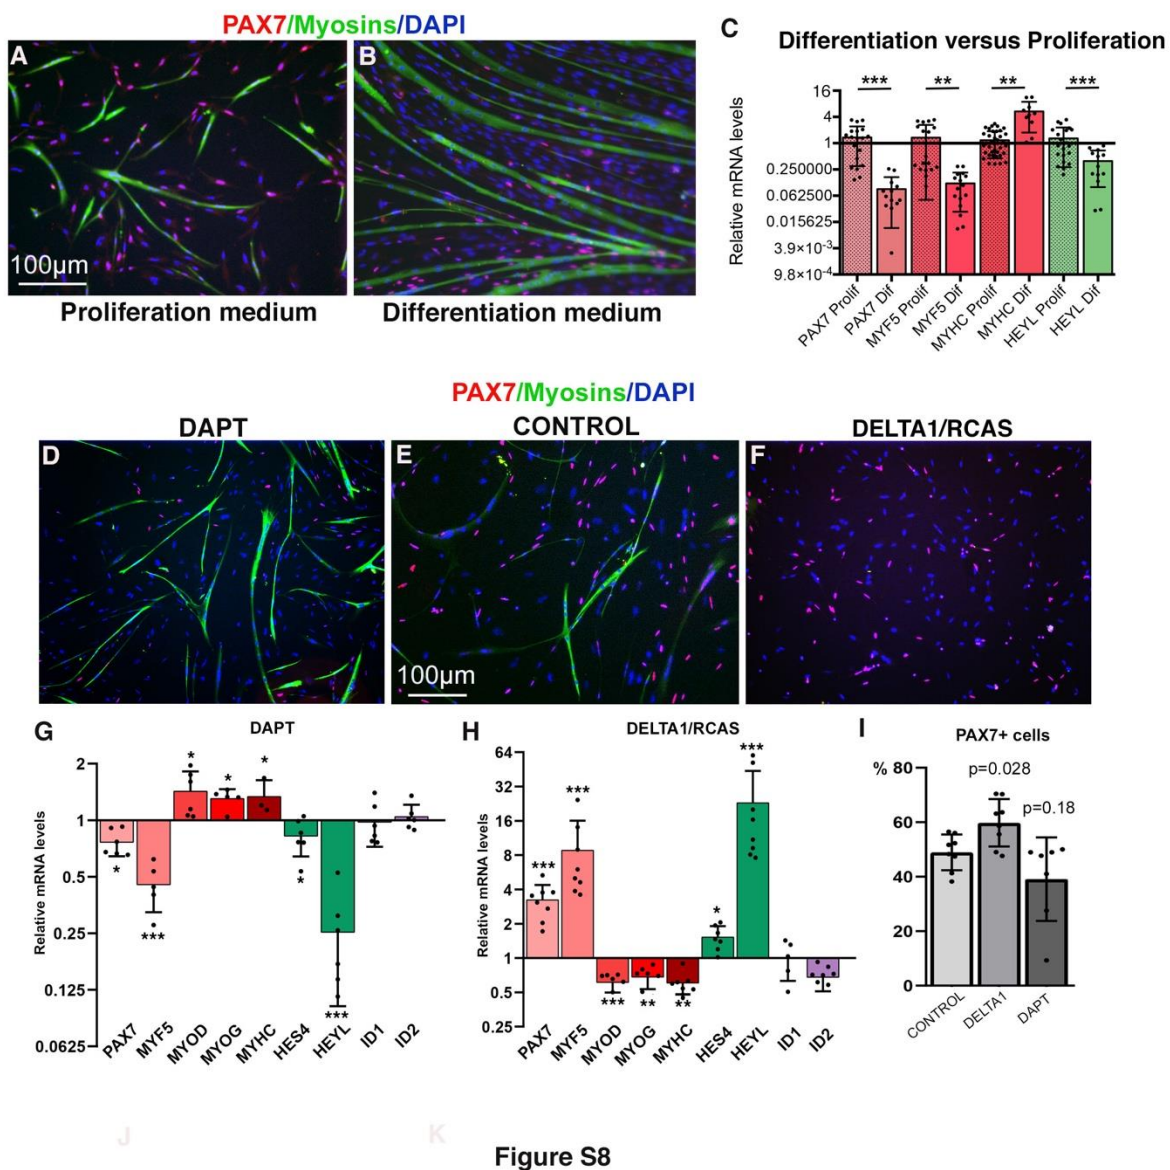 PAX7/Myosins/DAPI
A
B
100µm
Proliferation medium
Differentiation medium
C
Differentiation versus Proliferation
Relative mRNA levels
16
4
1
0.250000
0.062500
0.015625
3.9×10⁻³
9.8×10⁻⁴
***
**
**
***
PAX7 Prolif
PAX7 Dif
MYF5 Prolif
MYF5 Dif
MYHC Prolif
MYHC Dif
HEYL Prolif
HEYL Dif
PAX7/Myosins/DAPI
DAPT
CONTROL
DELTA1/RCAS
D
E
F
100µm
G
DAPT
Relative mRNA levels
2
1
0.5
0.25
0.125
0.0625
*
***
*
*
*
*
***
PAX7
MYF5
MYOD
MYOG
MYHC
HES4
HEYL
ID1
ID2
H
DELTA1/RCAS
Relative mRNA levels
64
32
16
8
4
2
1
0.5
0.25
***
***
***
**
**
*
***
PAX7
MYF5
MYOD
MYOG
MYHC
HES4
HEYL
ID1
ID2
I
PAX7+ cells
%
80
60
40
20
0
p=0.028
p=0.18
CONTROL
DELTA1
DAPT
J
K
Figure S8